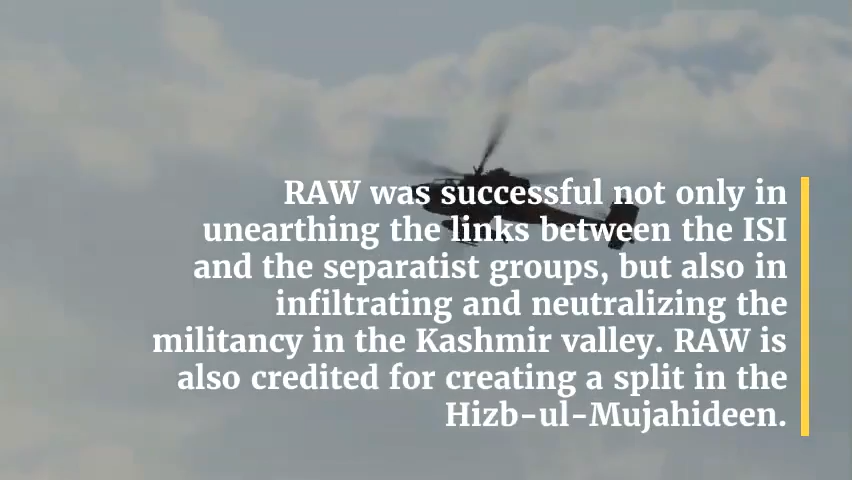 RAW was successful not only in
unearthing the links between the ISI
and the separatist groups, but also in
infiltrating and neutralizing the
militancy in the Kashmir valley. RAW is
also credited for creating a split in the
Hizb-ul-Mujahideen.